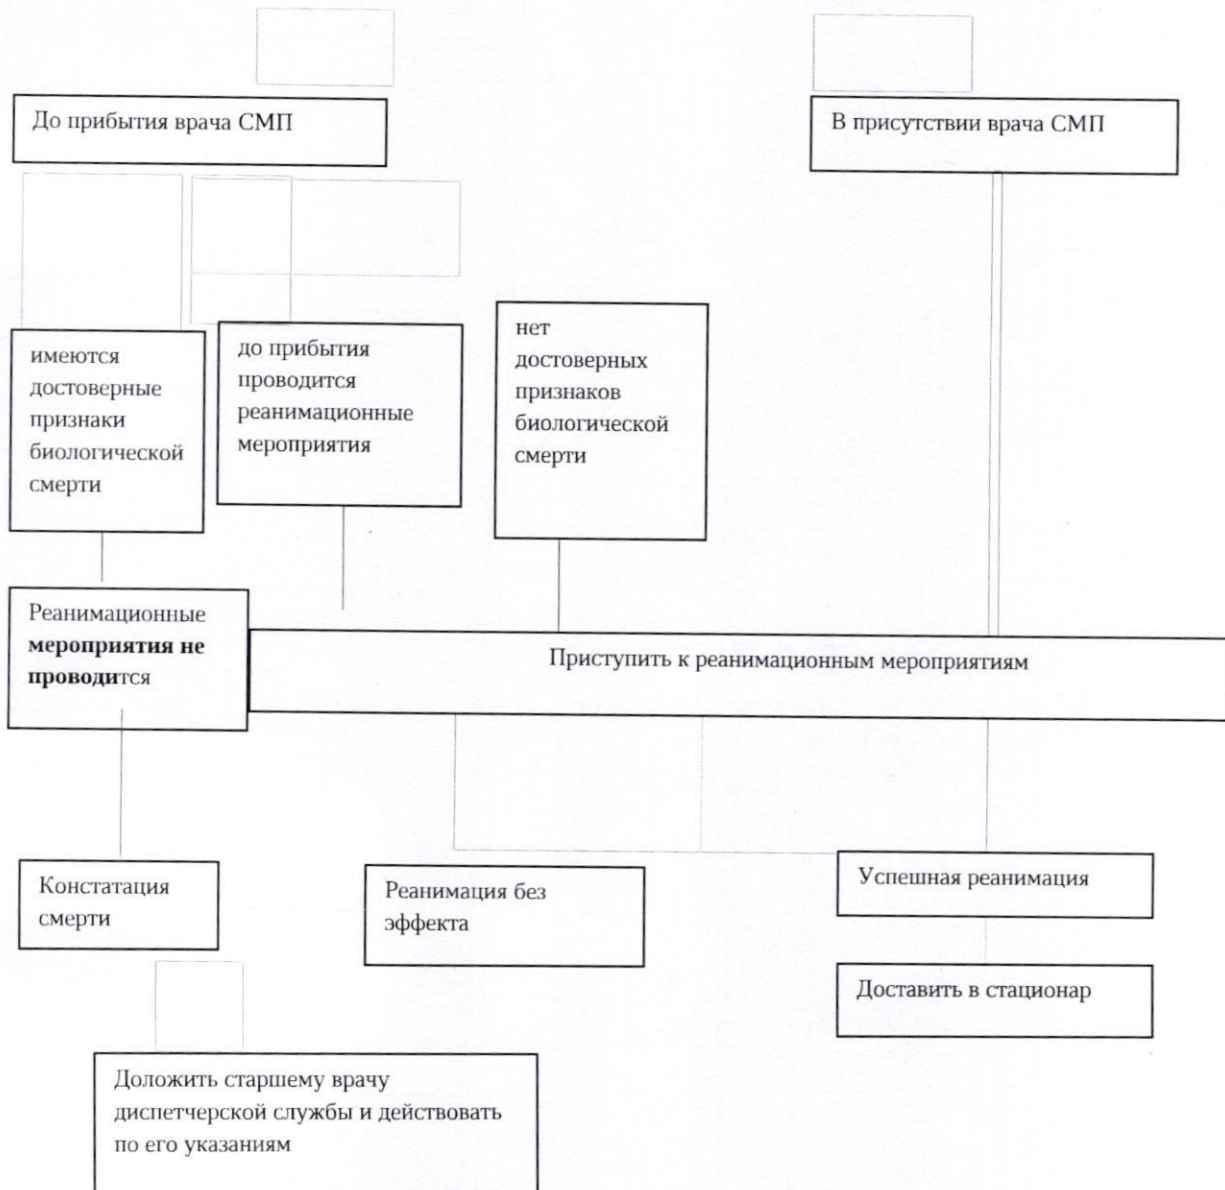 До прибытия врача СМП
В присутствии врача СМП
имеются
достоверные
признаки
биологической
смерти
до прибытия
проводится
реанимационные
мероприятия
нет
достоверных
признаков
биологической
смерти
Реанимационные
мероприятия не
проводится
Приступить к реанимационным мероприятиям
Констатация
смерти
Реанимация без
эффекта
Успешная реанимация
Доставить в стационар
Доложить старшему врачу
диспетчерской службы и действовать
по его указаниям